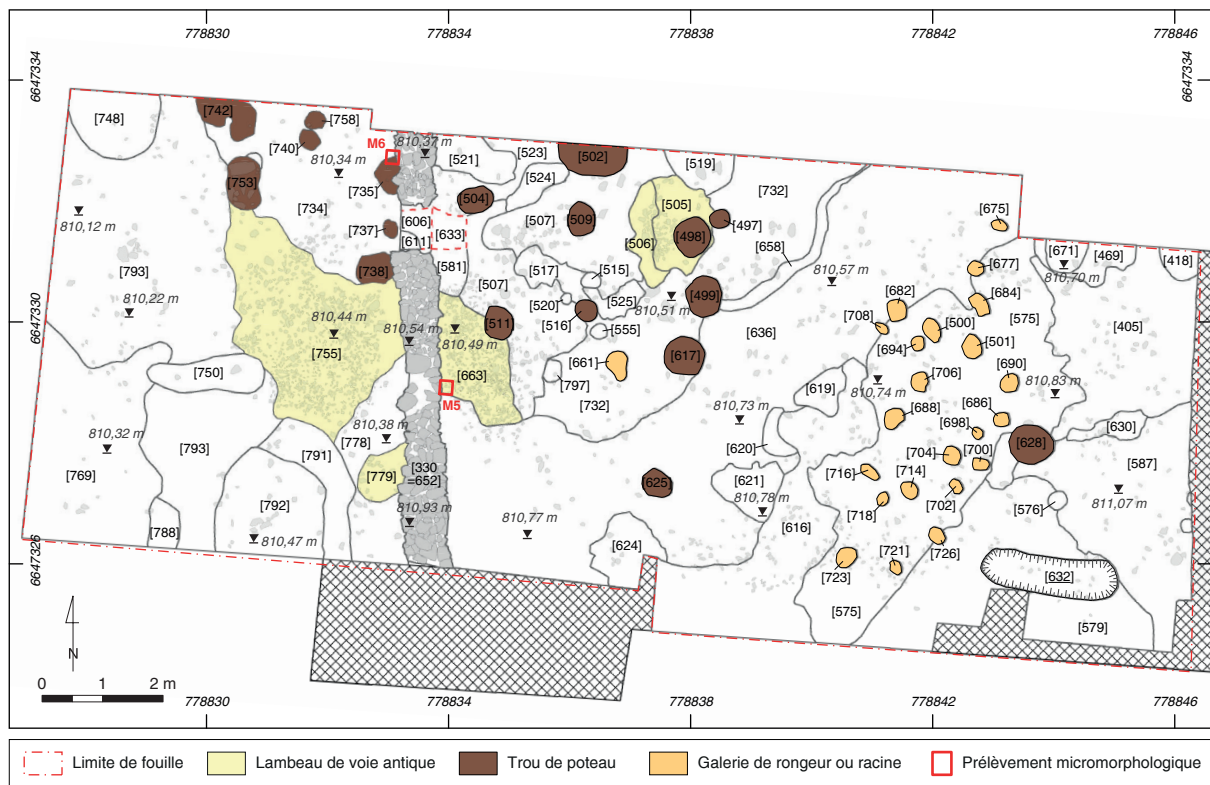 778830 778834 778838 778842 778846
6647334 6647334
[748] [742] [758] M6 810,37 m
[740] [521] [523] [502] [519]
810,34 m [524]
[753] [735] [504] [732]
[734] [606] [507] [509] [505] [497] [675]
810,12 m [737] [611] [633] [506] [498] [658]
[793] [738] [581] [507] [517] [515] 810,57 m [677] [671] [469] [418]
810,70 m
810,22 m [520] [525] 810,51 m [499] [682] [684]
6647330 810,44 m 810,54 m [511] [516] [708] [500] [575] [405]
[755] 810,49 m [555] [636] [694] [501]
[661] [617] [690]
[750] [663] [797] [619] 810,74 m [706] 810,83 m
M5 [732] [688] [686]
810,32 m [793] 810,38 m 810,73 m [698] [628] [630]
[778] [620] [704] [700]
[769] [791] [779] [330 =652] [621] [716] [714] [587]
[625] 810,78 m [702] 811,07 m
[792] 810,93 m 810,77 m [616] [718] [576]
[788] 810,47 m [624] [721] [726]
6647326 [723] [632]
[575] [579]
N
0 1 2 m
778830 778834 778838 778842 778846
Limite de fouille Lambeau de voie antique Trou de poteau Galerie de rongeur ou racine Prélèvement micromorphologique